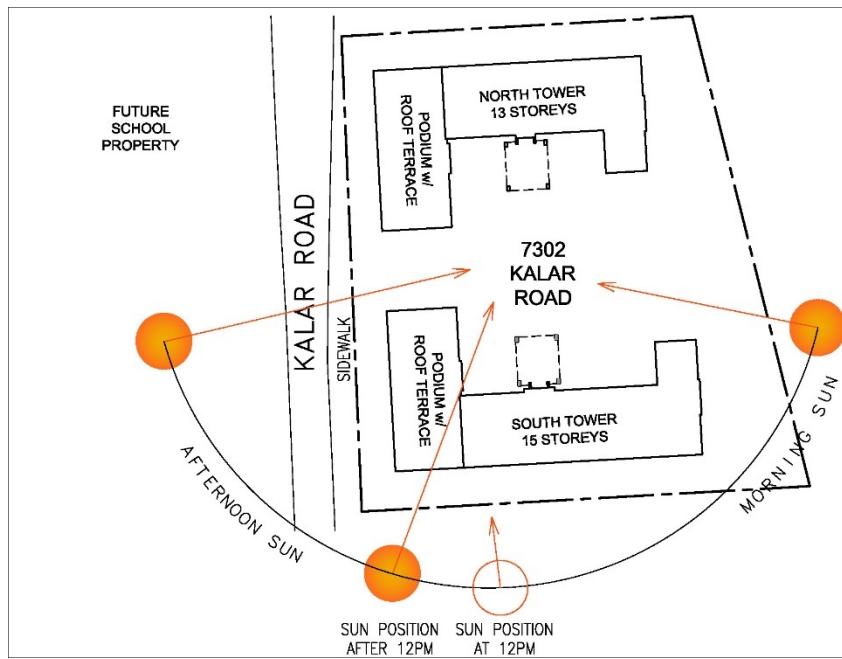 FUTURE
SCHOOL
PROPERTY
KALAR ROAD
SIDEWALK
PODIUM w/
ROOF TERRACE
NORTH TOWER
13 STOREYS
7302
KALAR
ROAD
PODIUM w/
ROOF TERRACE
SOUTH TOWER
15 STOREYS
AFTERNOON SUN
MORNING SUN
SUN POSITION
AFTER 12PM
SUN POSITION
AT 12PM